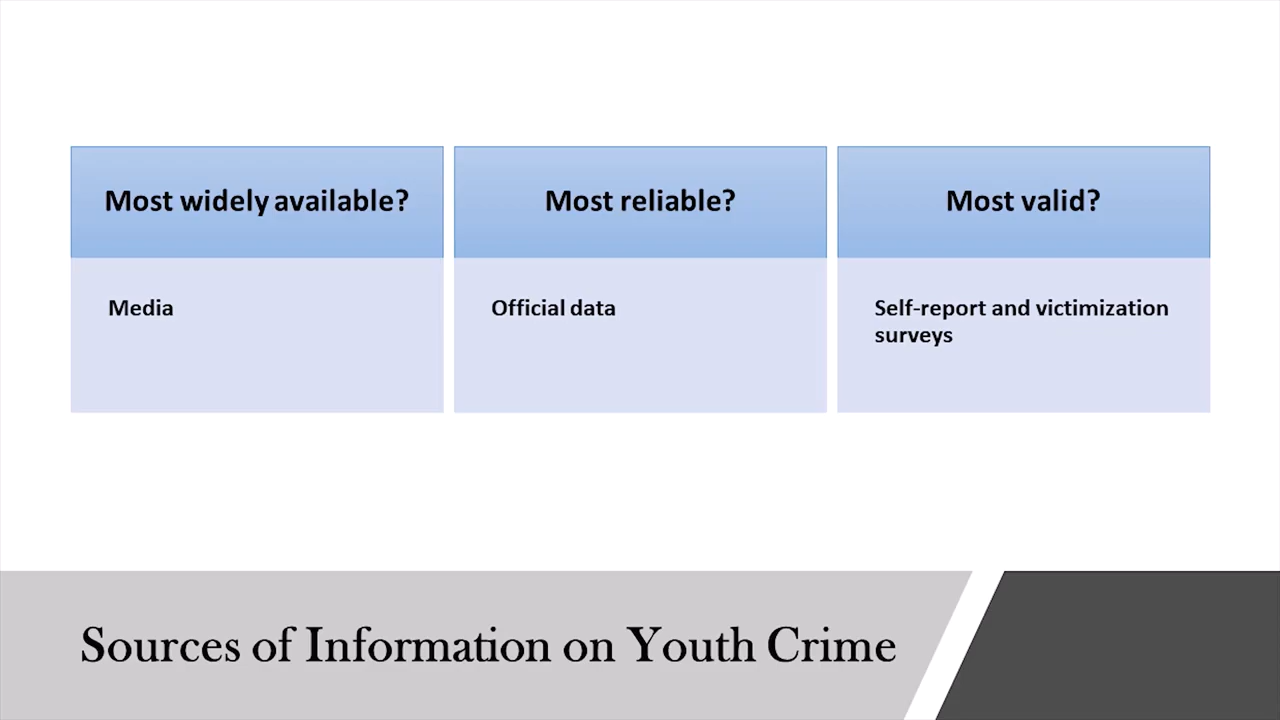 Most widely available?
Most reliable?
Most valid?
Media
Official data
Self-report and victimization
surveys
Sources of Information on Youth Crime